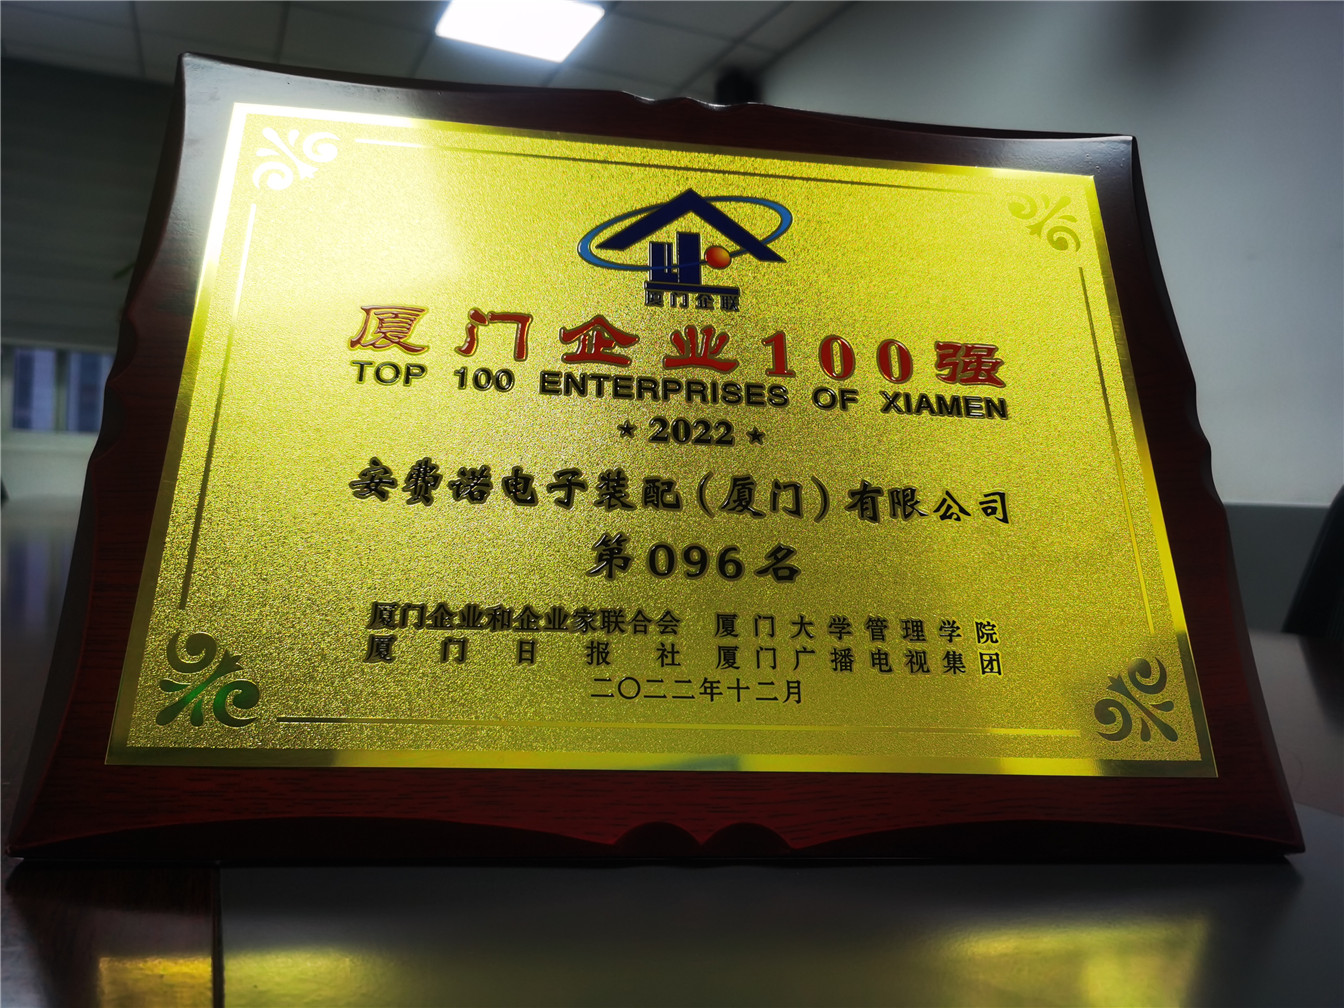 厦门企联
厦门企业100强
TOP 100 ENTERPRISES OF XIAMEN
★ 2022 ★
安费诺电子装配(厦门)有限公司
第096名
厦门企业和企业家联合会 厦门大学管理学院
厦门日报社 厦门广播电视集团
二〇二二年十二月